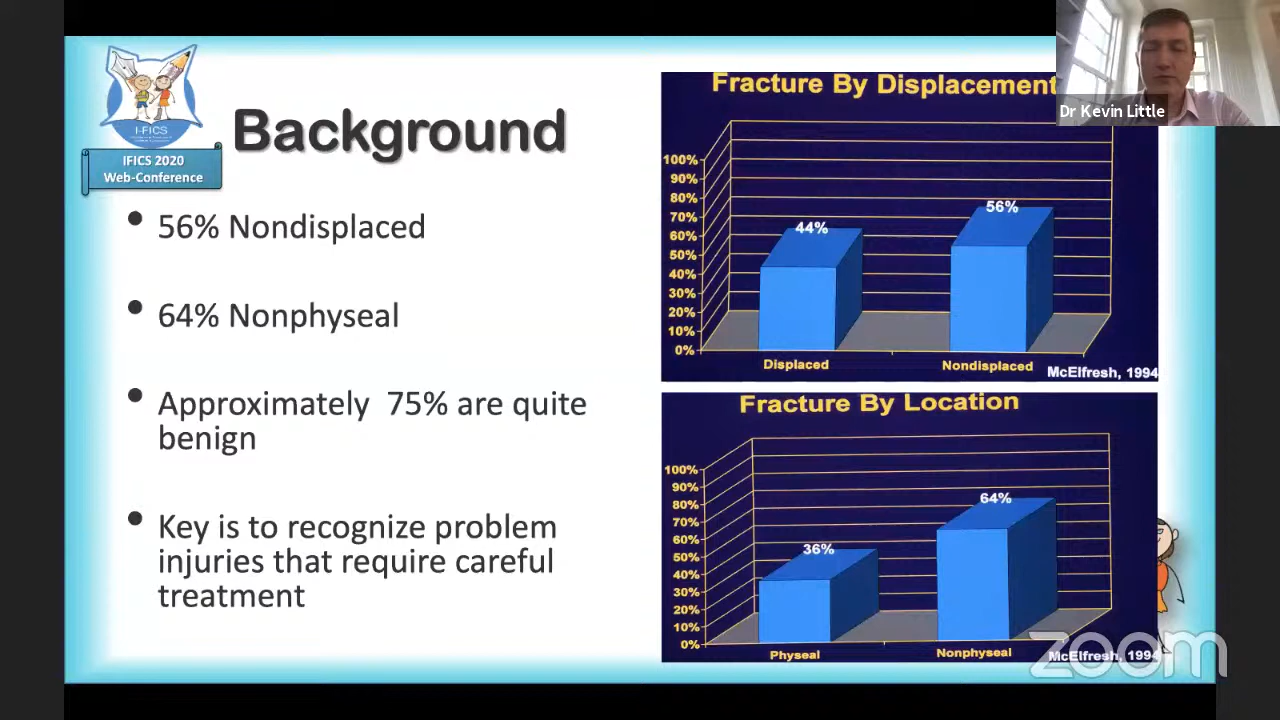 I-FICS
IFICS 2020
Web-Conference
Background
• 56% Nondisplaced
• 64% Nonphyseal
• Approximately 75% are quite
benign
• Key is to recognize problem
injuries that require careful
treatment
Fracture By Displacement
100%
90%
80%
70%
60%
50%
40%
30%
20%
10%
0%
44%
56%
Displaced
Nondisplaced
McElfresh, 1994
Fracture By Location
100%
90%
80%
70%
60%
50%
40%
30%
20%
10%
0%
36%
64%
Physeal
Nonphyseal
McElfresh, 1994
Dr Kevin Little
zoom